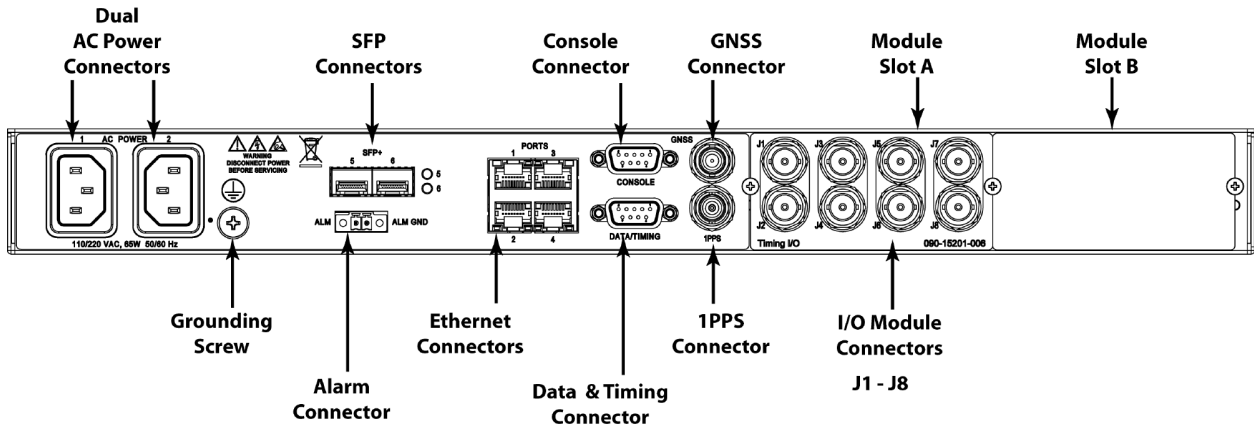 Dual
AC Power
Connectors
SFP
Connectors
Console
Connector
GNSS
Connector
Module
Slot A
Module
Slot B
1 AC POWER 2
WARNING
DISCONNECT POWER
BEFORE SERVICING
110/220 VAC, 65W 50/60 Hz
SFP+
5 6
5
6
ALM
ALM GND
PORTS
1 3
2 4
CONSOLE
DATA/TIMING
GNSS
1PPS
J1 J3 J5 J7
J2 J4 J6 J8
Timing I/O
090-15201-006
Grounding
Screw
Alarm
Connector
Ethernet
Connectors
Data & Timing
Connector
1PPS
Connector
I/O Module
Connectors
J1 - J8